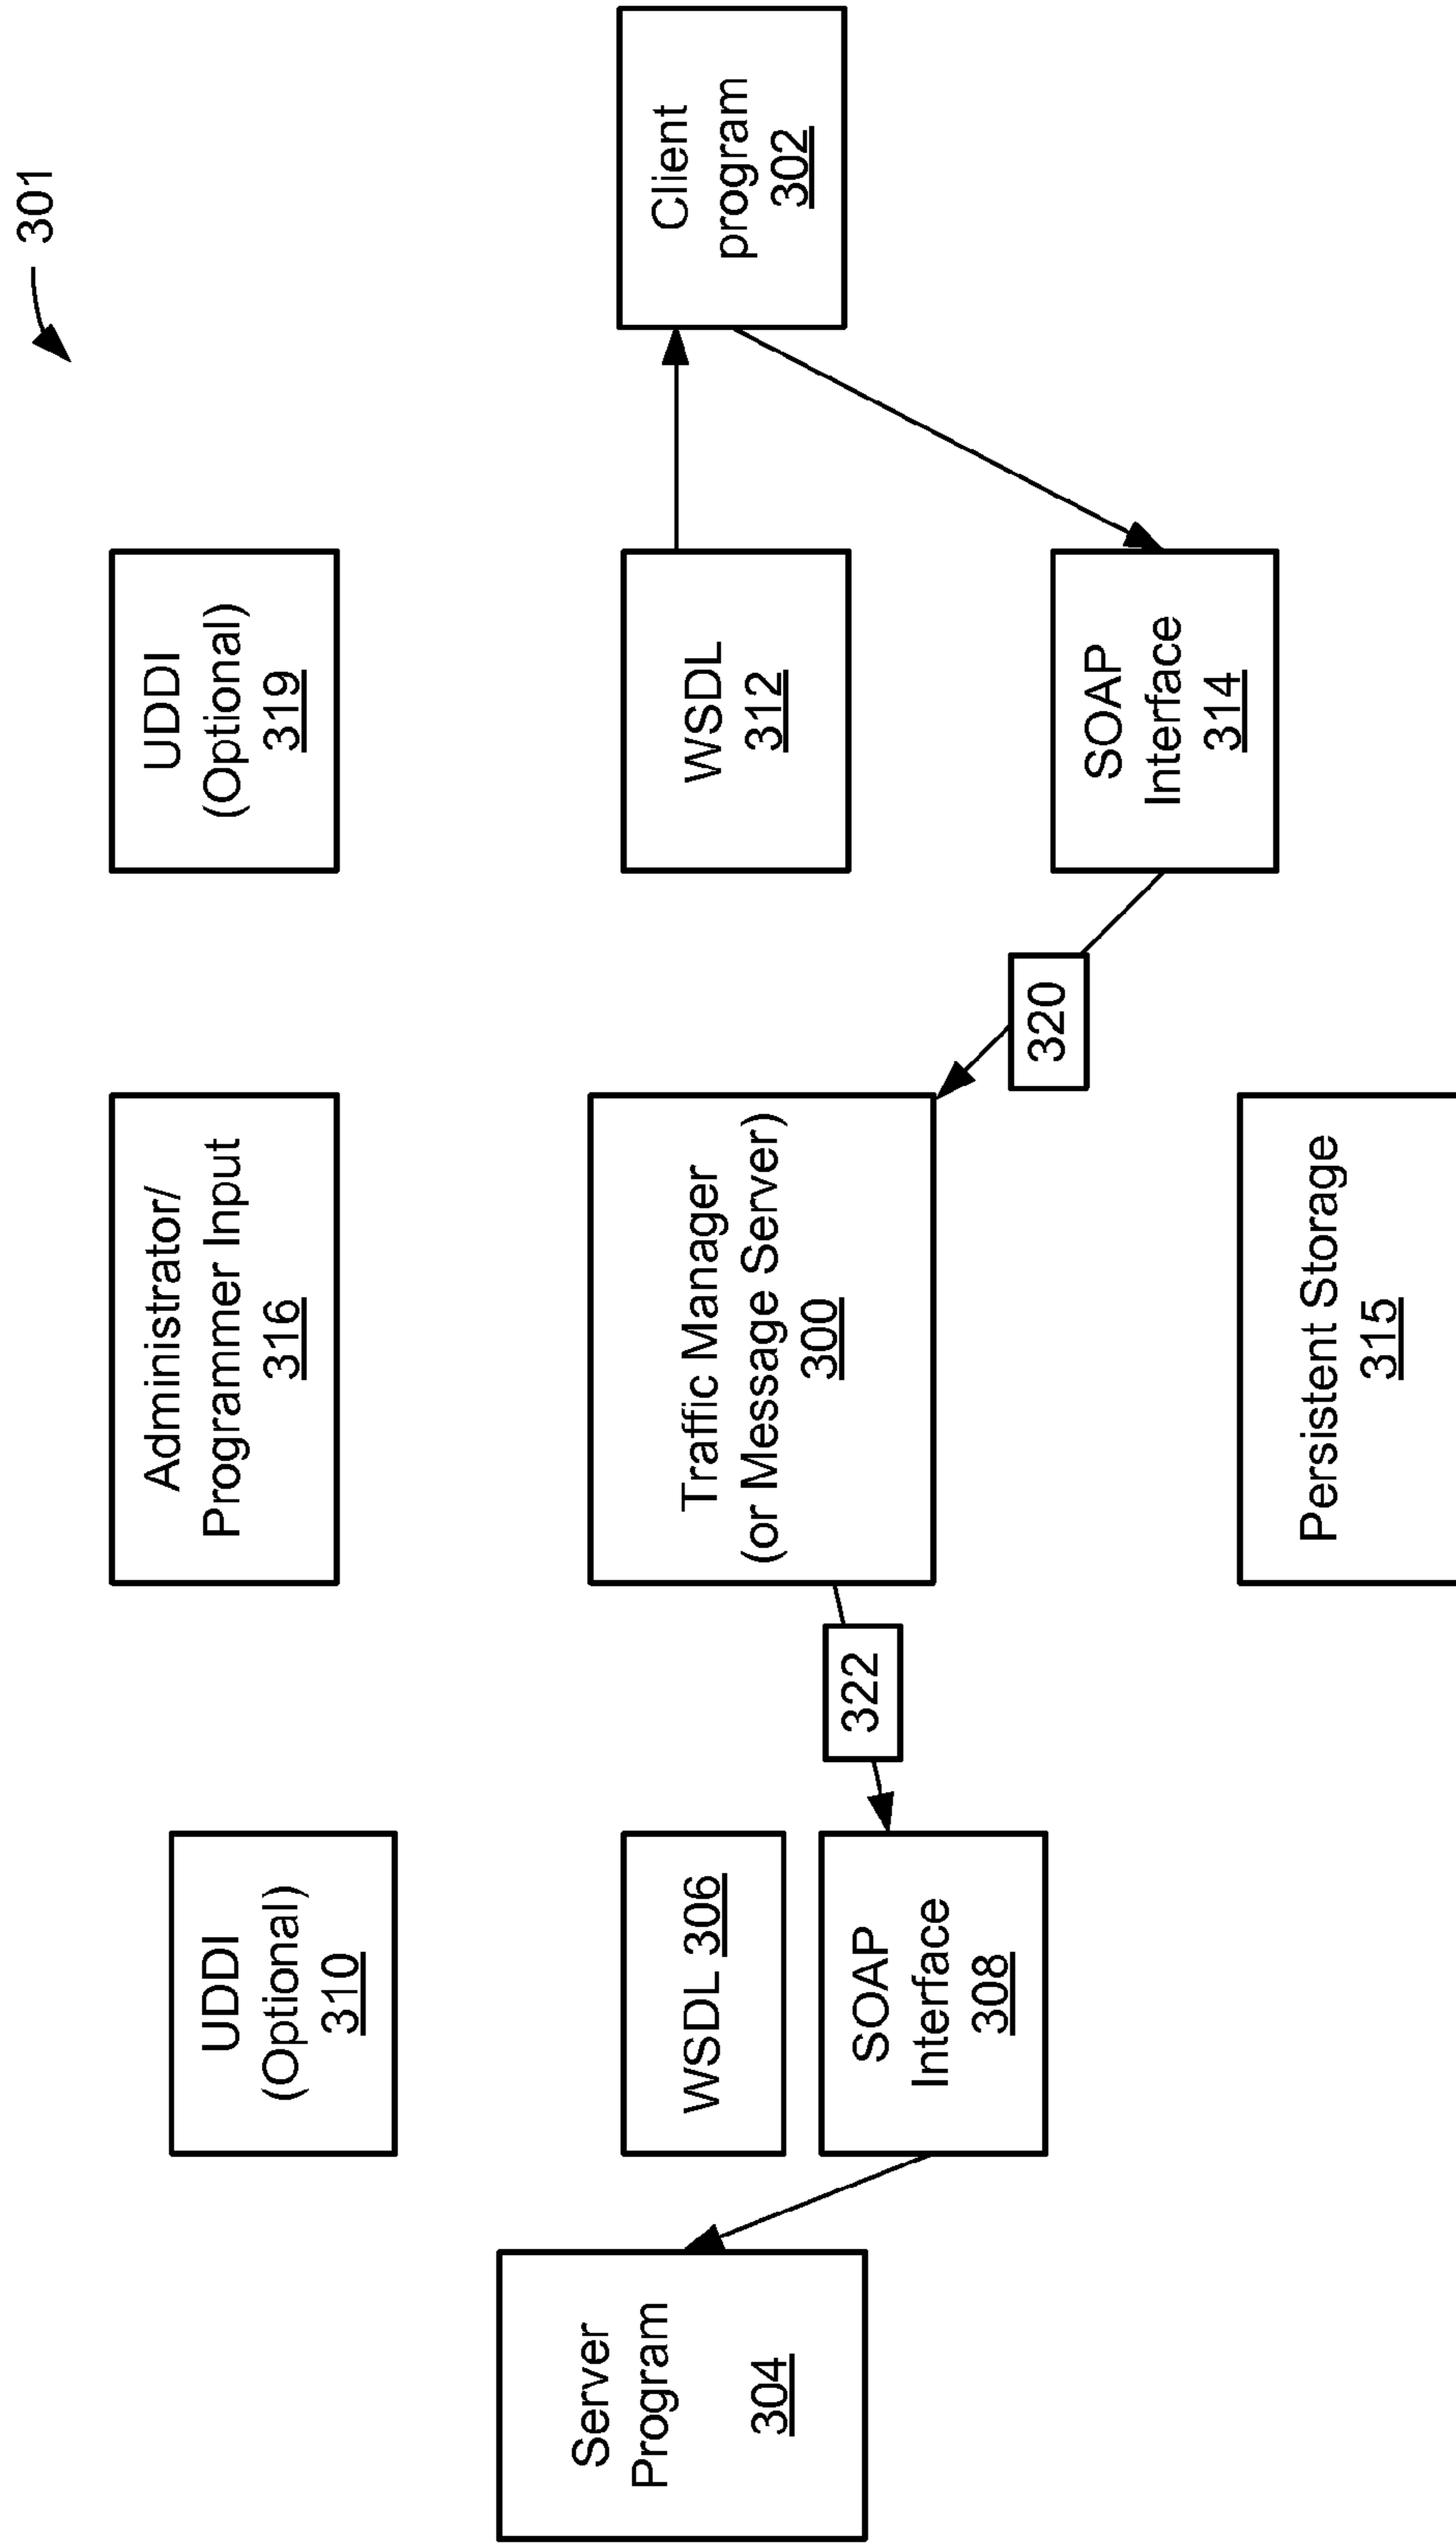 301
UDDI
(Optional)
310
Administrator/
Programmer Input
316
UDDI
(Optional)
319
Server
Program
304
WSDL 306
SOAP
Interface
308
322
Traffic Manager
(or Message Server)
300
320
WSDL
312
SOAP
Interface
314
Client
program
302
Persistent Storage
315